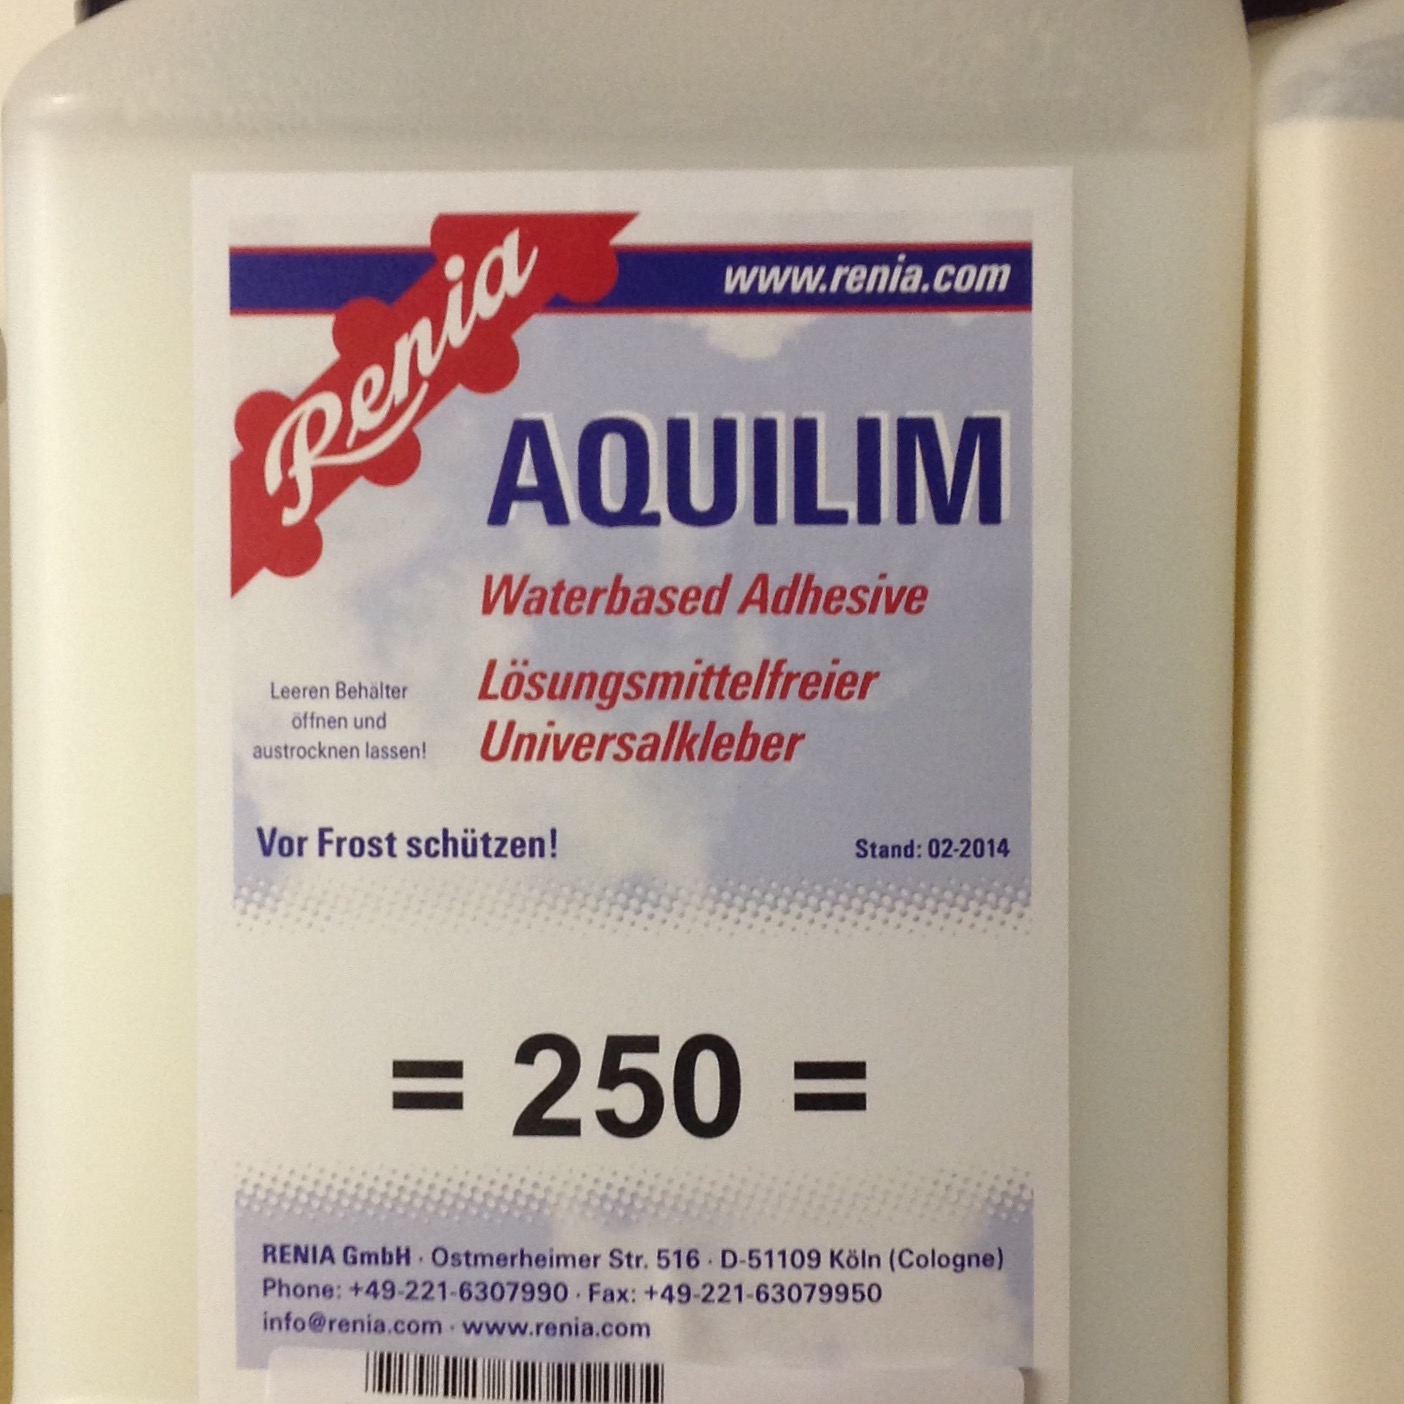 Renia
www.renia.com
AQUILIM
Waterbased Adhesive
Lösungsmittelfreier
Universalkleber
Leeren Behälter
öffnen und
austrocknen lassen!
Vor Frost schützen!
Stand: 02-2014
= 250 =
RENIA GmbH · Ostmerheimer Str. 516 · D-51109 Köln (Cologne)
Phone: +49-221-6307990 · Fax: +49-221-63079950
info@renia.com · www.renia.com